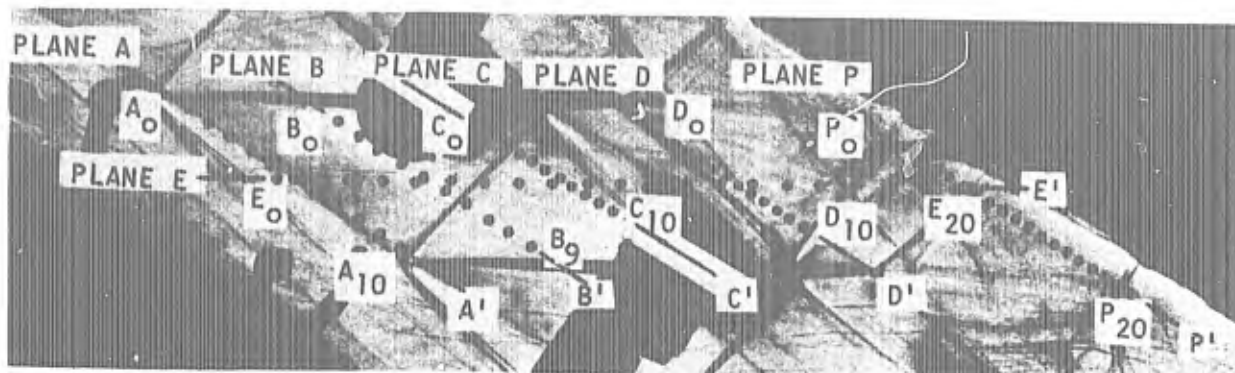 PLANE A
PLANE B
PLANE C
PLANE D
PLANE P
A₀
B₀
C₀
D₀
P₀
PLANE E
E₀
E'
C₁₀
D₁₀
E₂₀
A₁₀
B₉
A'
B'
C'
D'
P₂₀
P'